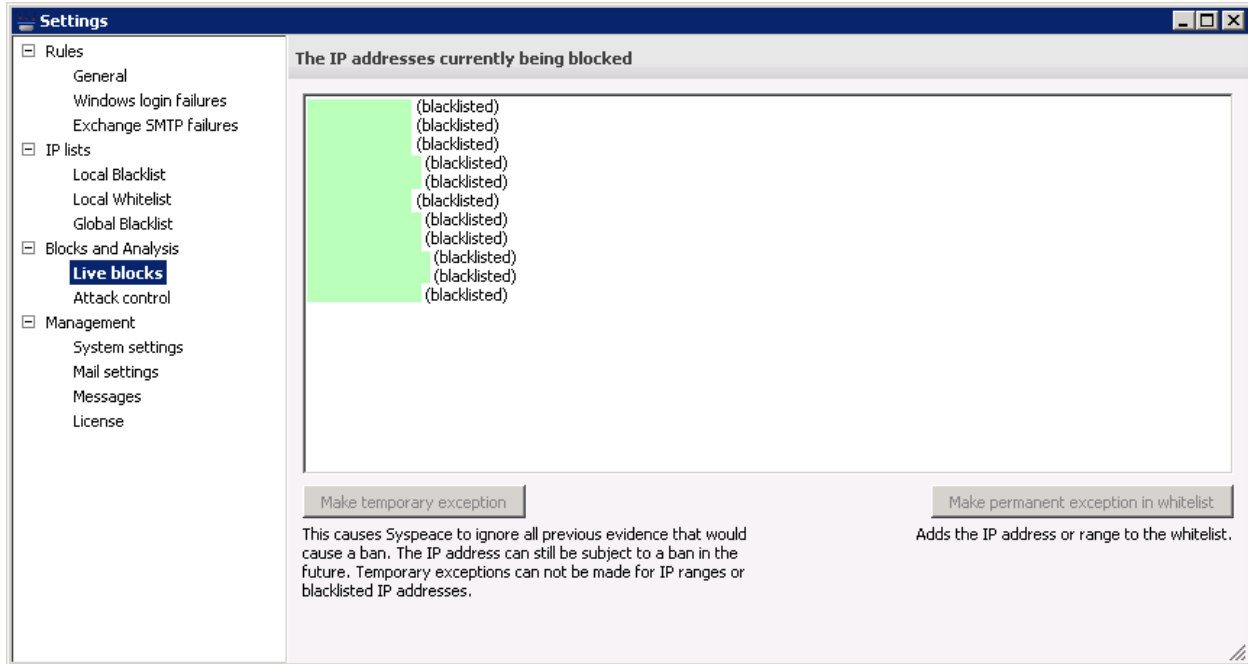 Settings
Rules
General
Windows login failures
Exchange SMTP failures
IP lists
Local Blacklist
Local Whitelist
Global Blacklist
Blocks and Analysis
Live blocks
Attack control
Management
System settings
Mail settings
Messages
License
The IP addresses currently being blocked
(blacklisted)
(blacklisted)
(blacklisted)
(blacklisted)
(blacklisted)
(blacklisted)
(blacklisted)
(blacklisted)
(blacklisted)
(blacklisted)
(blacklisted)
Make temporary exception
This causes Syspeace to ignore all previous evidence that would
cause a ban. The IP address can still be subject to a ban in the
future. Temporary exceptions can not be made for IP ranges or
blacklisted IP addresses.
Make permanent exception in whitelist
Adds the IP address or range to the whitelist.